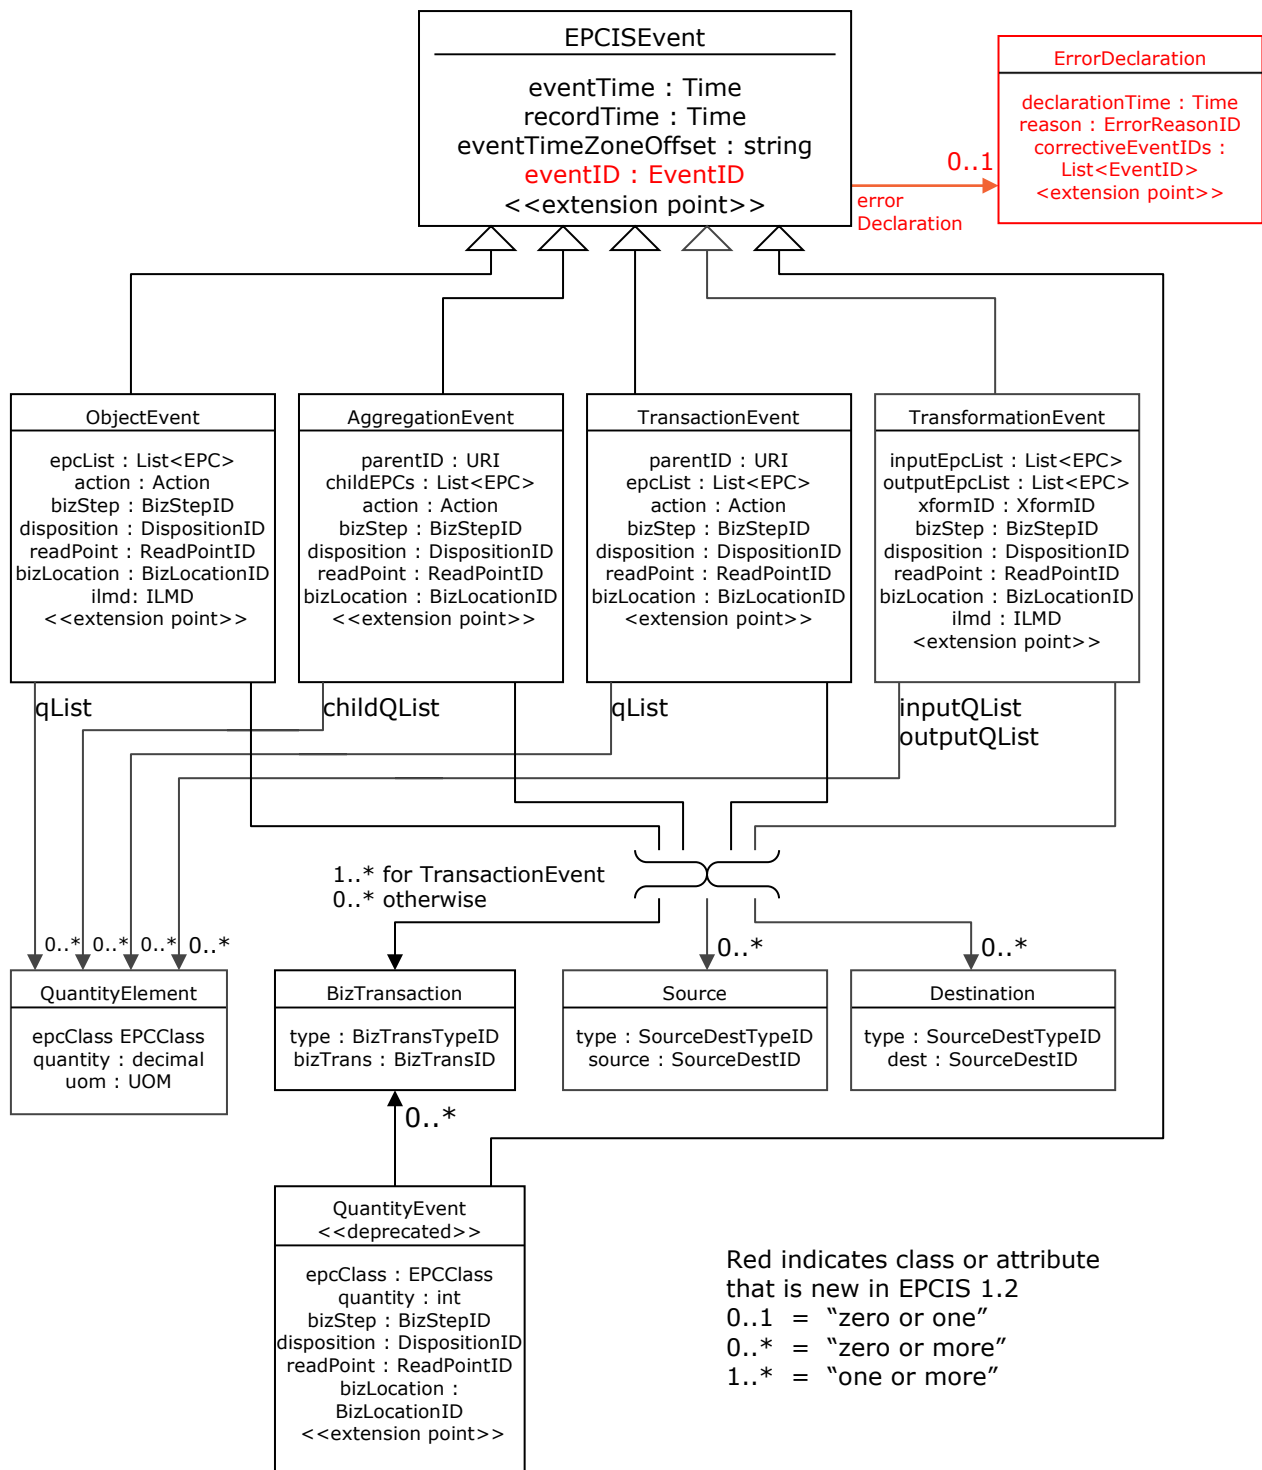 EPCISEvent
eventTime : Time
recordTime : Time
eventTimeZoneOffset : string
eventID : EventID
<<extension point>>
ErrorDeclaration
declarationTime : Time
reason : ErrorReasonID
correctiveEventIDs :
List<EventID>
<extension point>>
0..1
error
Declaration
ObjectEvent
epcList : List<EPC>
action : Action
bizStep : BizStepID
disposition : DispositionID
readPoint : ReadPointID
bizLocation : BizLocationID
ilmd: ILMD
<<extension point>>
AggregationEvent
parentID : URI
childEPCs : List<EPC>
action : Action
bizStep : BizStepID
disposition : DispositionID
readPoint : ReadPointID
bizLocation : BizLocationID
<<extension point>>
TransactionEvent
parentID : URI
epcList : List<EPC>
action : Action
bizStep : BizStepID
disposition : DispositionID
readPoint : ReadPointID
bizLocation : BizLocationID
<extension point>>
TransformationEvent
inputEpcList : List<EPC>
outputEpcList : List<EPC>
xformID : XformID
bizStep : BizStepID
disposition : DispositionID
readPoint : ReadPointID
bizLocation : BizLocationID
ilmd : ILMD
<extension point>>
qList
childQList
qList
inputQList
outputQList
1..* for TransactionEvent
0..* otherwise
0..*
0..*
0..*
0..*
0..*
0..*
QuantityElement
epcClass EPCClass
quantity : decimal
uom : UOM
BizTransaction
type : BizTransTypeID
bizTrans : BizTransID
Source
type : SourceDestTypeID
source : SourceDestID
Destination
type : SourceDestTypeID
dest : SourceDestID
0..*
QuantityEvent
<<deprecated>>
epcClass : EPCClass
quantity : int
bizStep : BizStepID
disposition : DispositionID
readPoint : ReadPointID
bizLocation :
BizLocationID
<<extension point>>
Red indicates class or attribute
that is new in EPCIS 1.2
0..1 = “zero or one”
0..* = “zero or more”
1..* = “one or more”